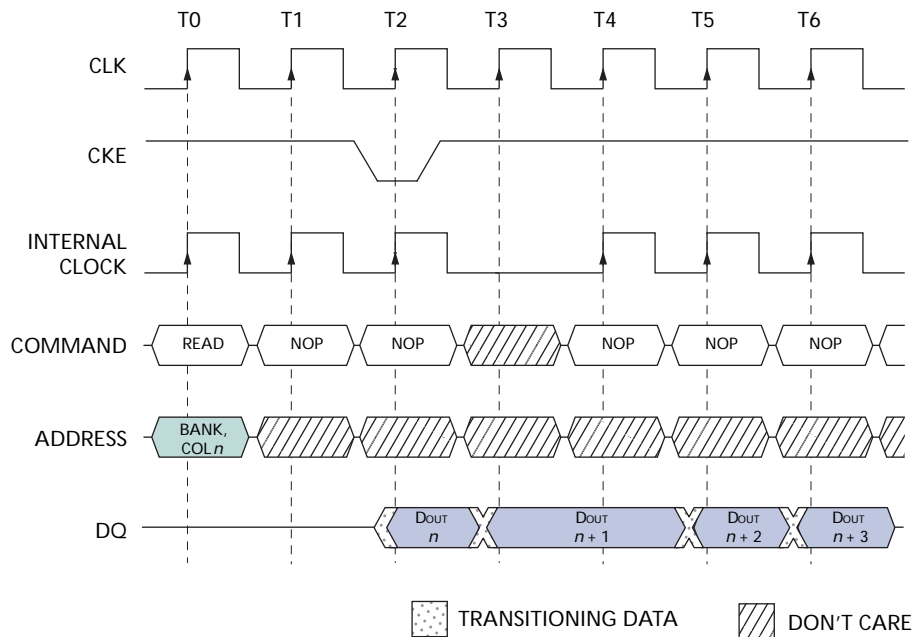 T0 T1 T2 T3 T4 T5 T6
CLK
CKE
INTERNAL
CLOCK
COMMAND READ NOP NOP NOP NOP NOP
ADDRESS BANK,
COL n
DQ DOUT DOUT DOUT DOUT
n n + 1 n + 2 n + 3
TRANSITIONING DATA DON'T CARE